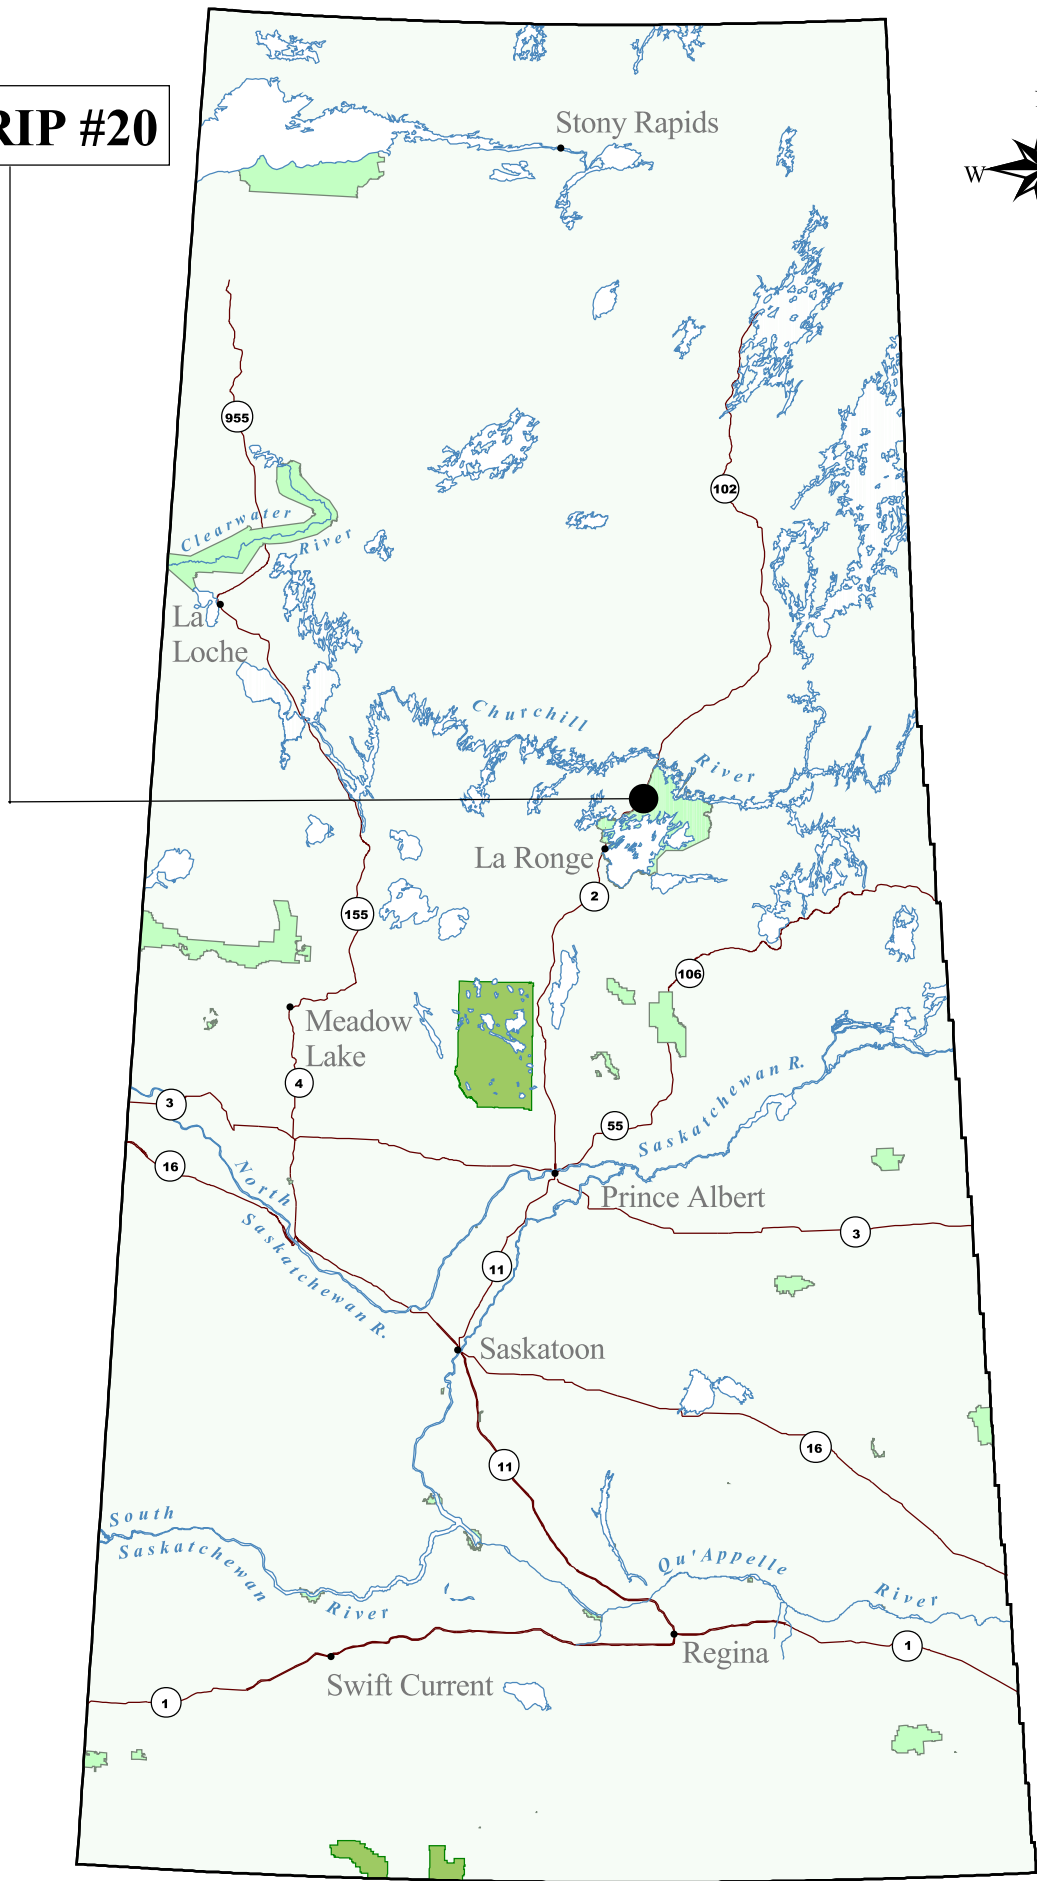 RIP #20
Stony Rapids
W
955
102
Clearwater
River
La
Loche
Churchill
River
La Ronge
2
155
106
Meadow
Lake
4
3
55
Saskatchewan R.
16
North
Prince Albert
3
Saskatchewan R.
11
Saskatoon
16
11
South
Saskatchewan
River
Qu'Appelle
River
Regina
1
Swift Current
1